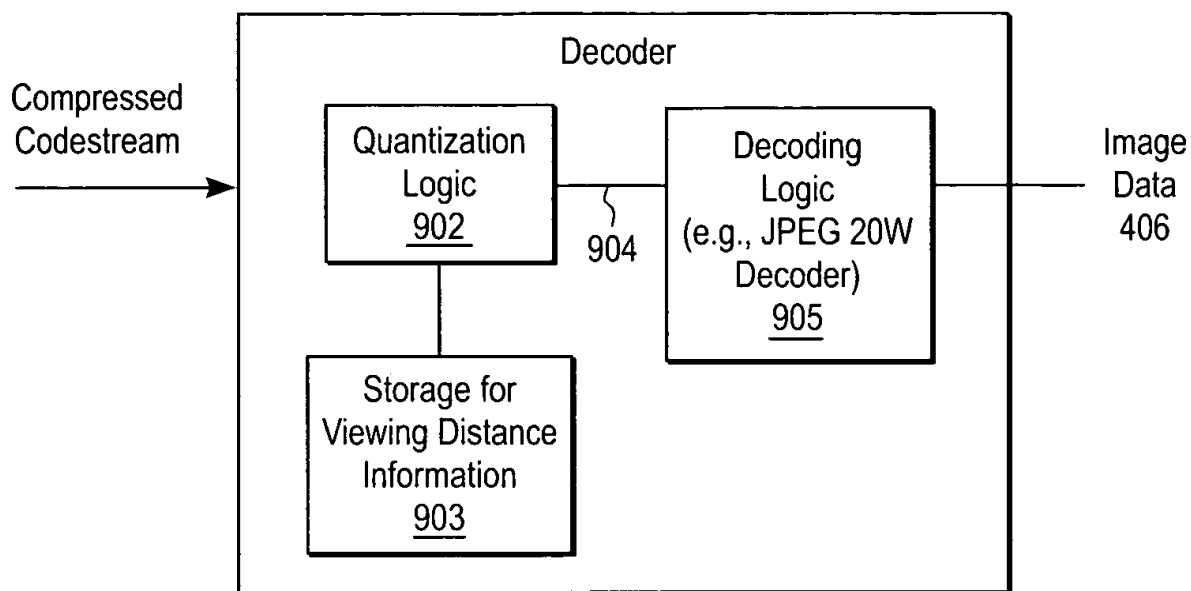 Decoder
Compressed
Codestream
Quantization
Logic
902
904
Decoding
Logic
(e.g., JPEG 20W
Decoder)
905
Image
Data
406
Storage for
Viewing Distance
Information
903